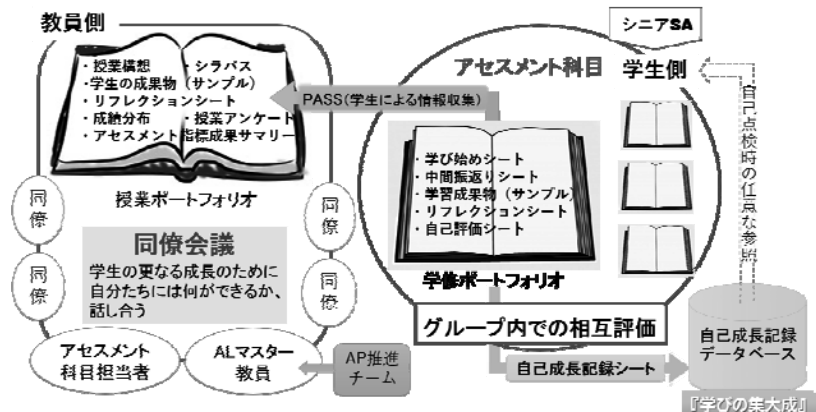 教員側
・授業構想 ・シラバス
・学生の成果物（サンプル）
・リフレクションシート
・成績分布 ・授業アンケート
・アセスメント指標成果サマリー
授業ポートフォリオ
同僚
同僚
同僚
同僚
同僚会議
学生の更なる成長のために
自分たちには何ができるか、
話し合う
アセスメント
科目担当者
ALマスター
教員
AP推進
チーム
PASS(学生による情報収集)
シニアSA
アセスメント科目
学生側
・学び始めシート
・中間振返りシート
・学習成果物（サンプル）
・リフレクションシート
・自己評価シート
学修ポートフォリオ
グループ内での相互評価
自己成長記録シート
自己点検時の任意な参照
自己成長記録
データベース
『学びの集大成』